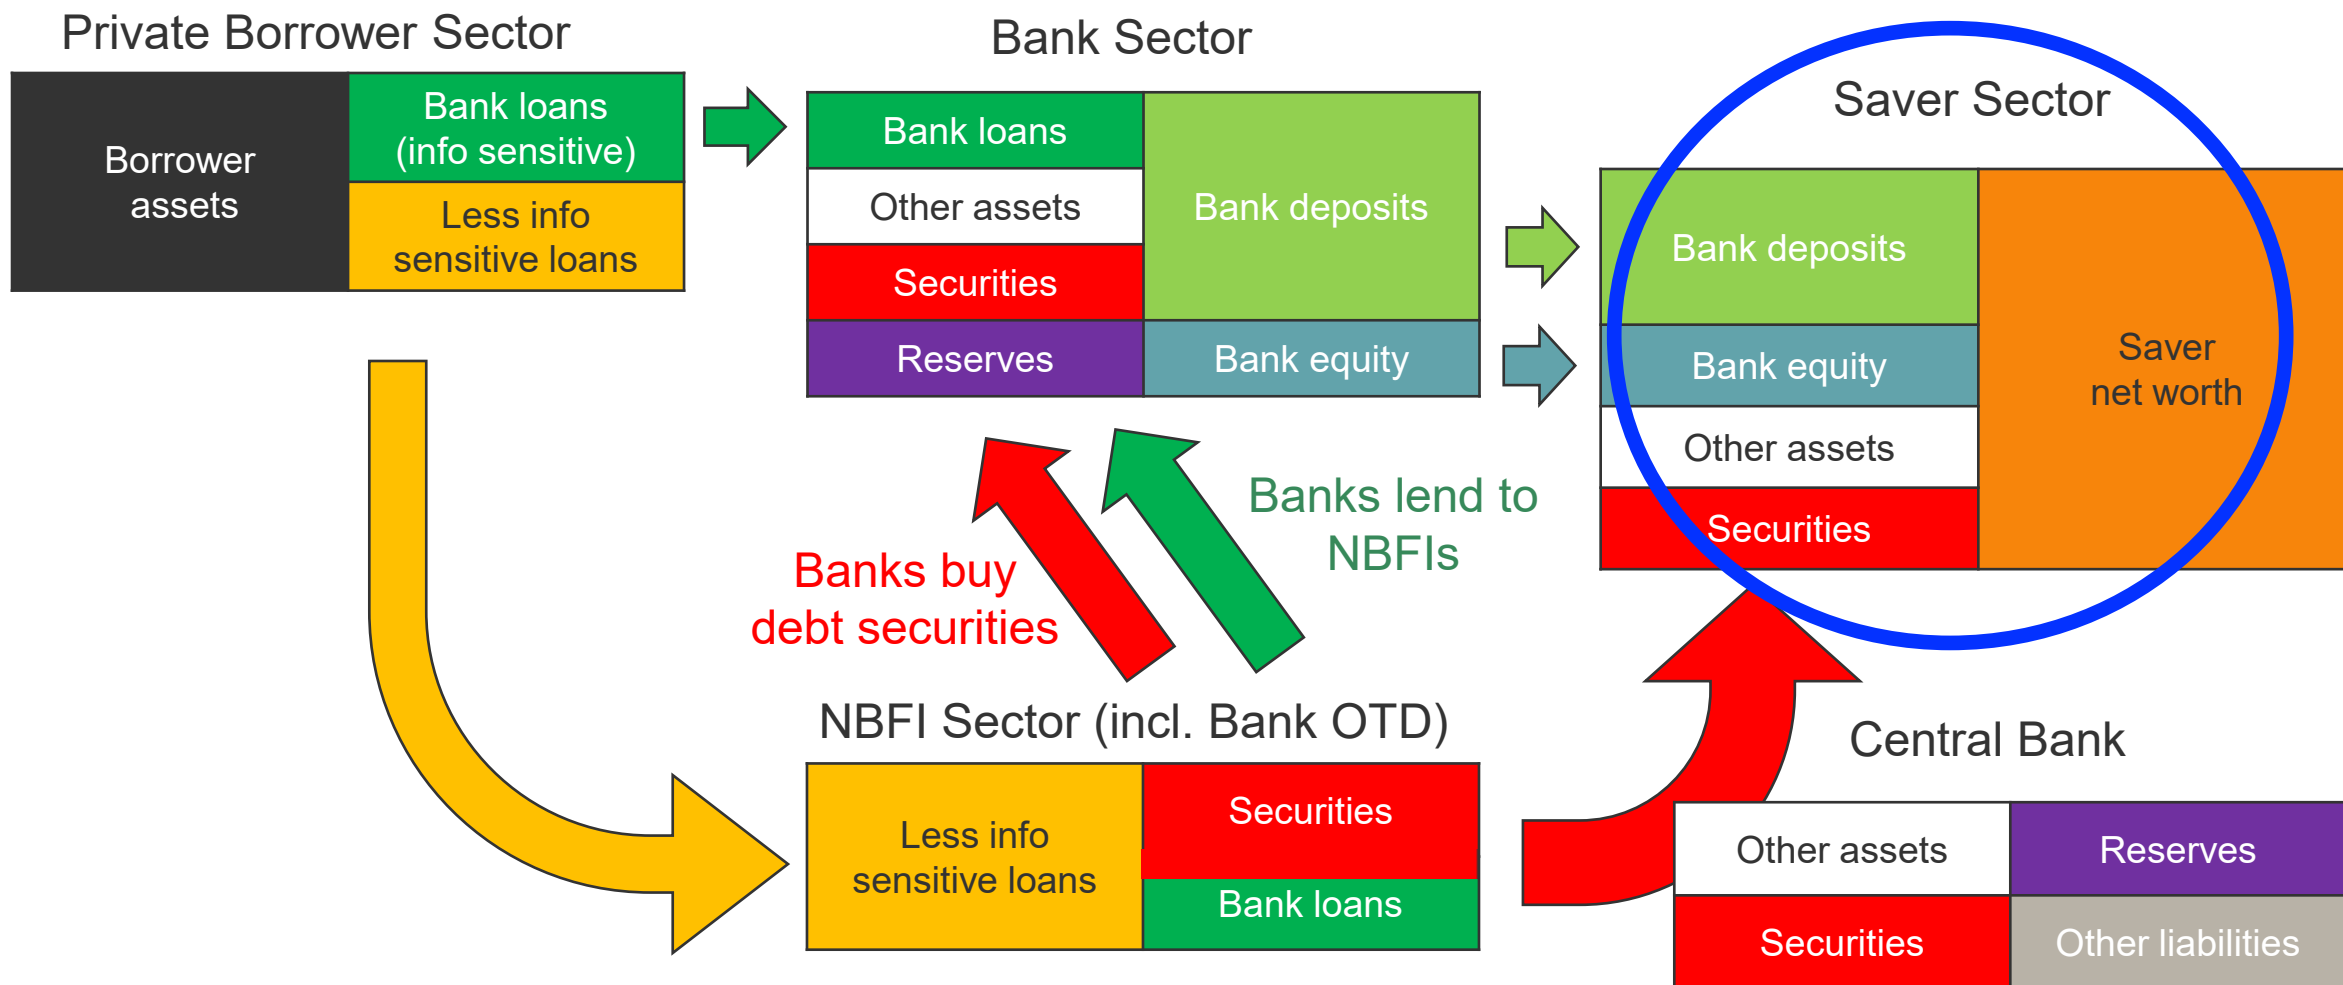 Private Borrower Sector
Borrower
assets
Bank loans
(info sensitive)
Less info
sensitive loans
Bank Sector
Bank loans
Other assets
Securities
Reserves
Bank deposits
Bank equity
Saver Sector
Bank deposits
Bank equity
Other assets
Securities
Saver
net worth
Banks buy
debt securities
Banks lend to
NBFIs
NBFI Sector (incl. Bank OTD)
Less info
sensitive loans
Securities
Bank loans
Central Bank
Other assets
Reserves
Securities
Other liabilities